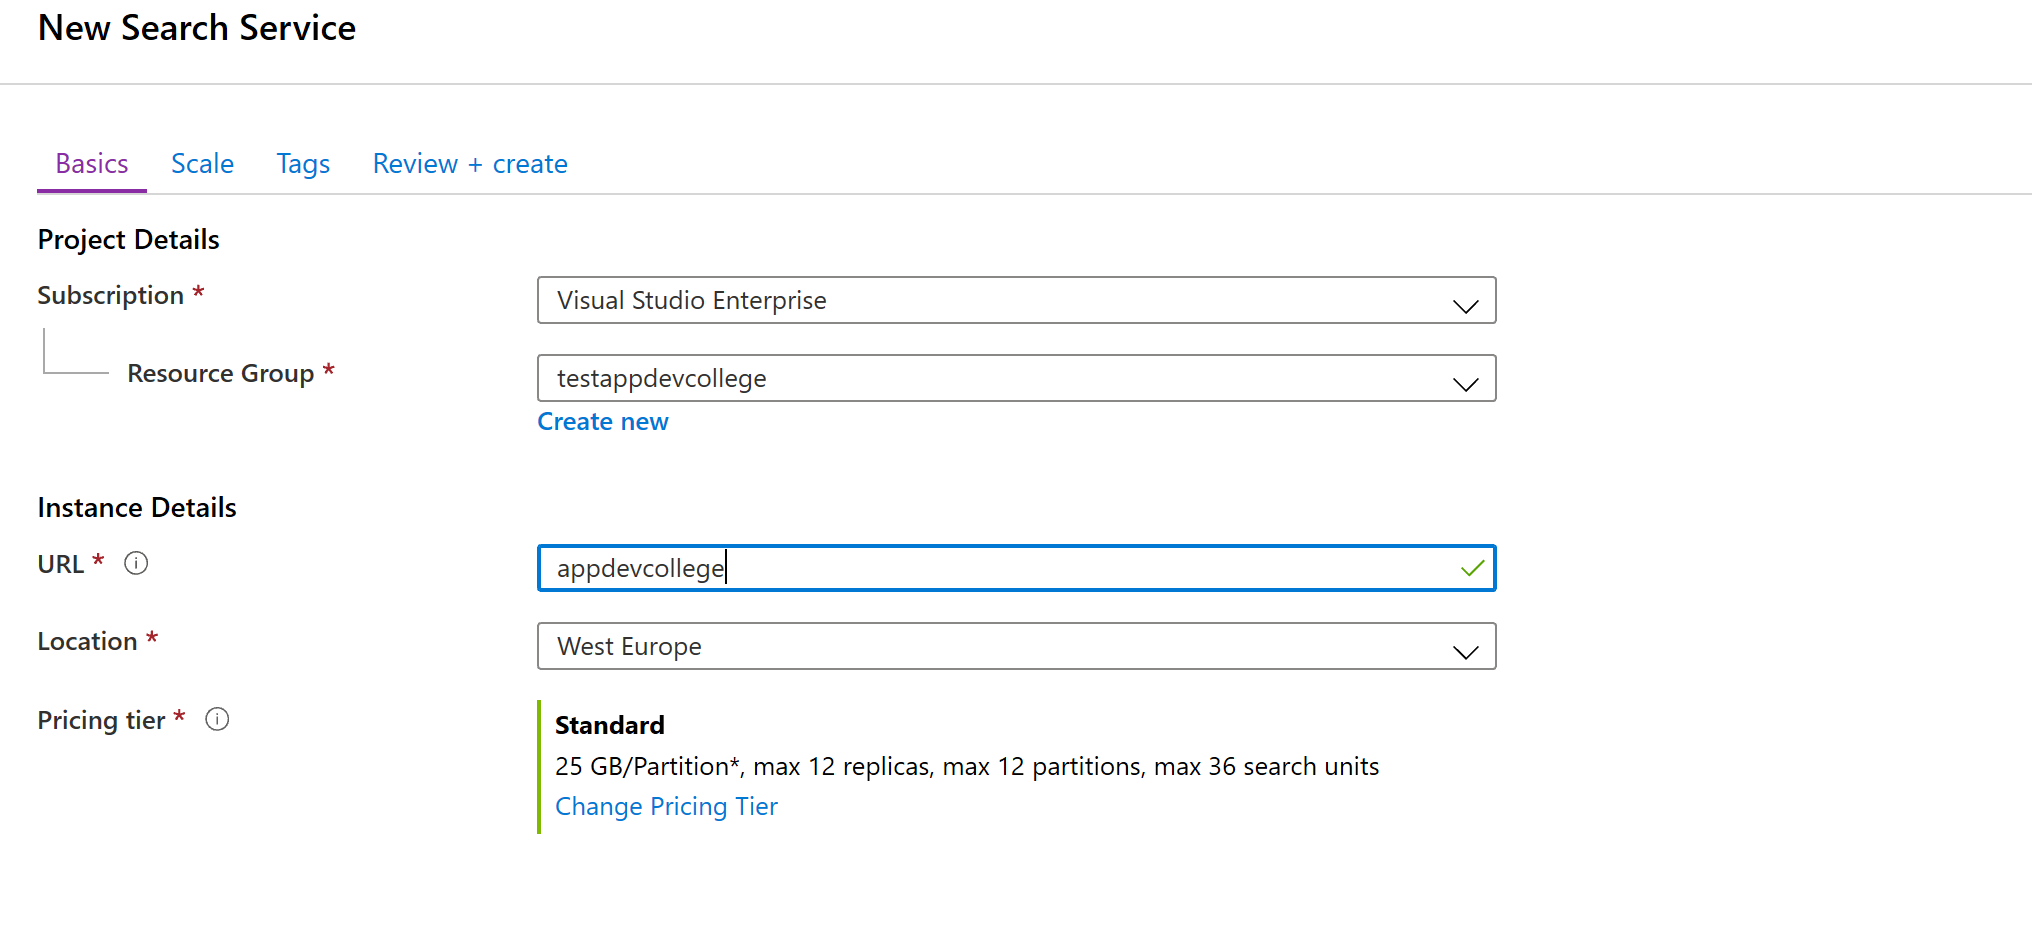 New Search Service
Basics Scale Tags Review + create
Project Details
Subscription *
Visual Studio Enterprise
Resource Group *
testappdevcollege
Create new
Instance Details
URL *
appdevcollege
Location *
West Europe
Pricing tier *
Standard
25 GB/Partition*, max 12 replicas, max 12 partitions, max 36 search units
Change Pricing Tier